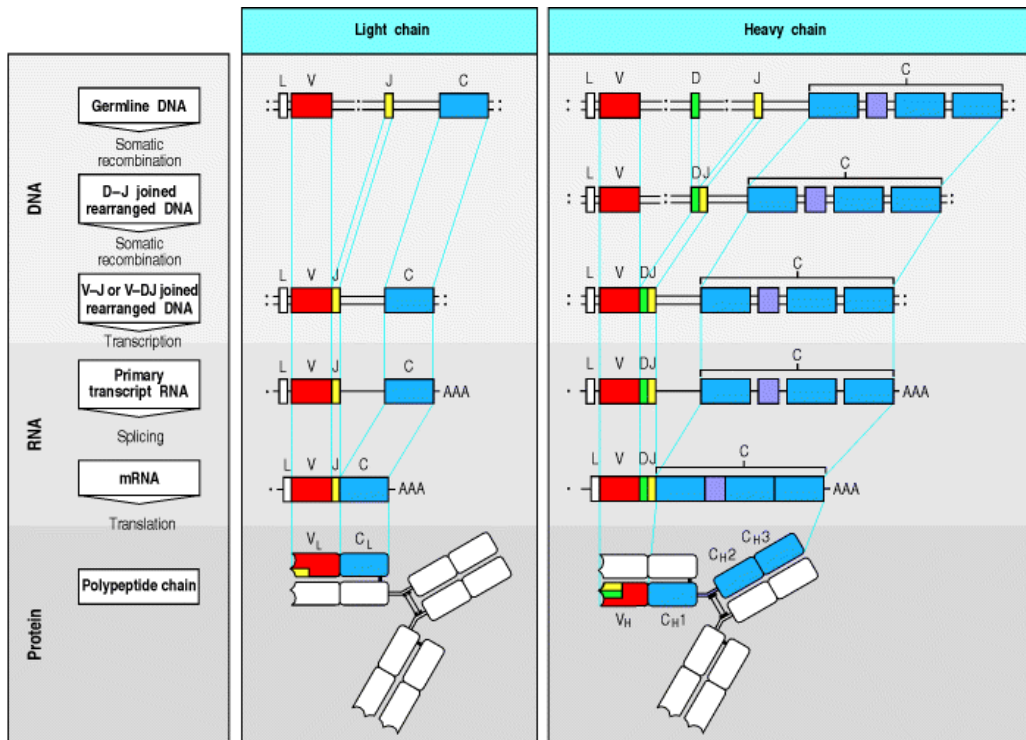 Light chain
Heavy chain
DNA
RNA
Protein
Germline DNA
Somatic
recombination
D–J joined
rearranged DNA
Somatic
recombination
V–J or V–DJ joined
rearranged DNA
Transcription
Primary
transcript RNA
Splicing
mRNA
Translation
Polypeptide chain
L V J C
L V J C
AAA
L V J C
AAA
VL CL
L V D J C
L V DJ C
L V DJ C
AAA
L V DJ C
AAA
CH2 CH3
VH CH1